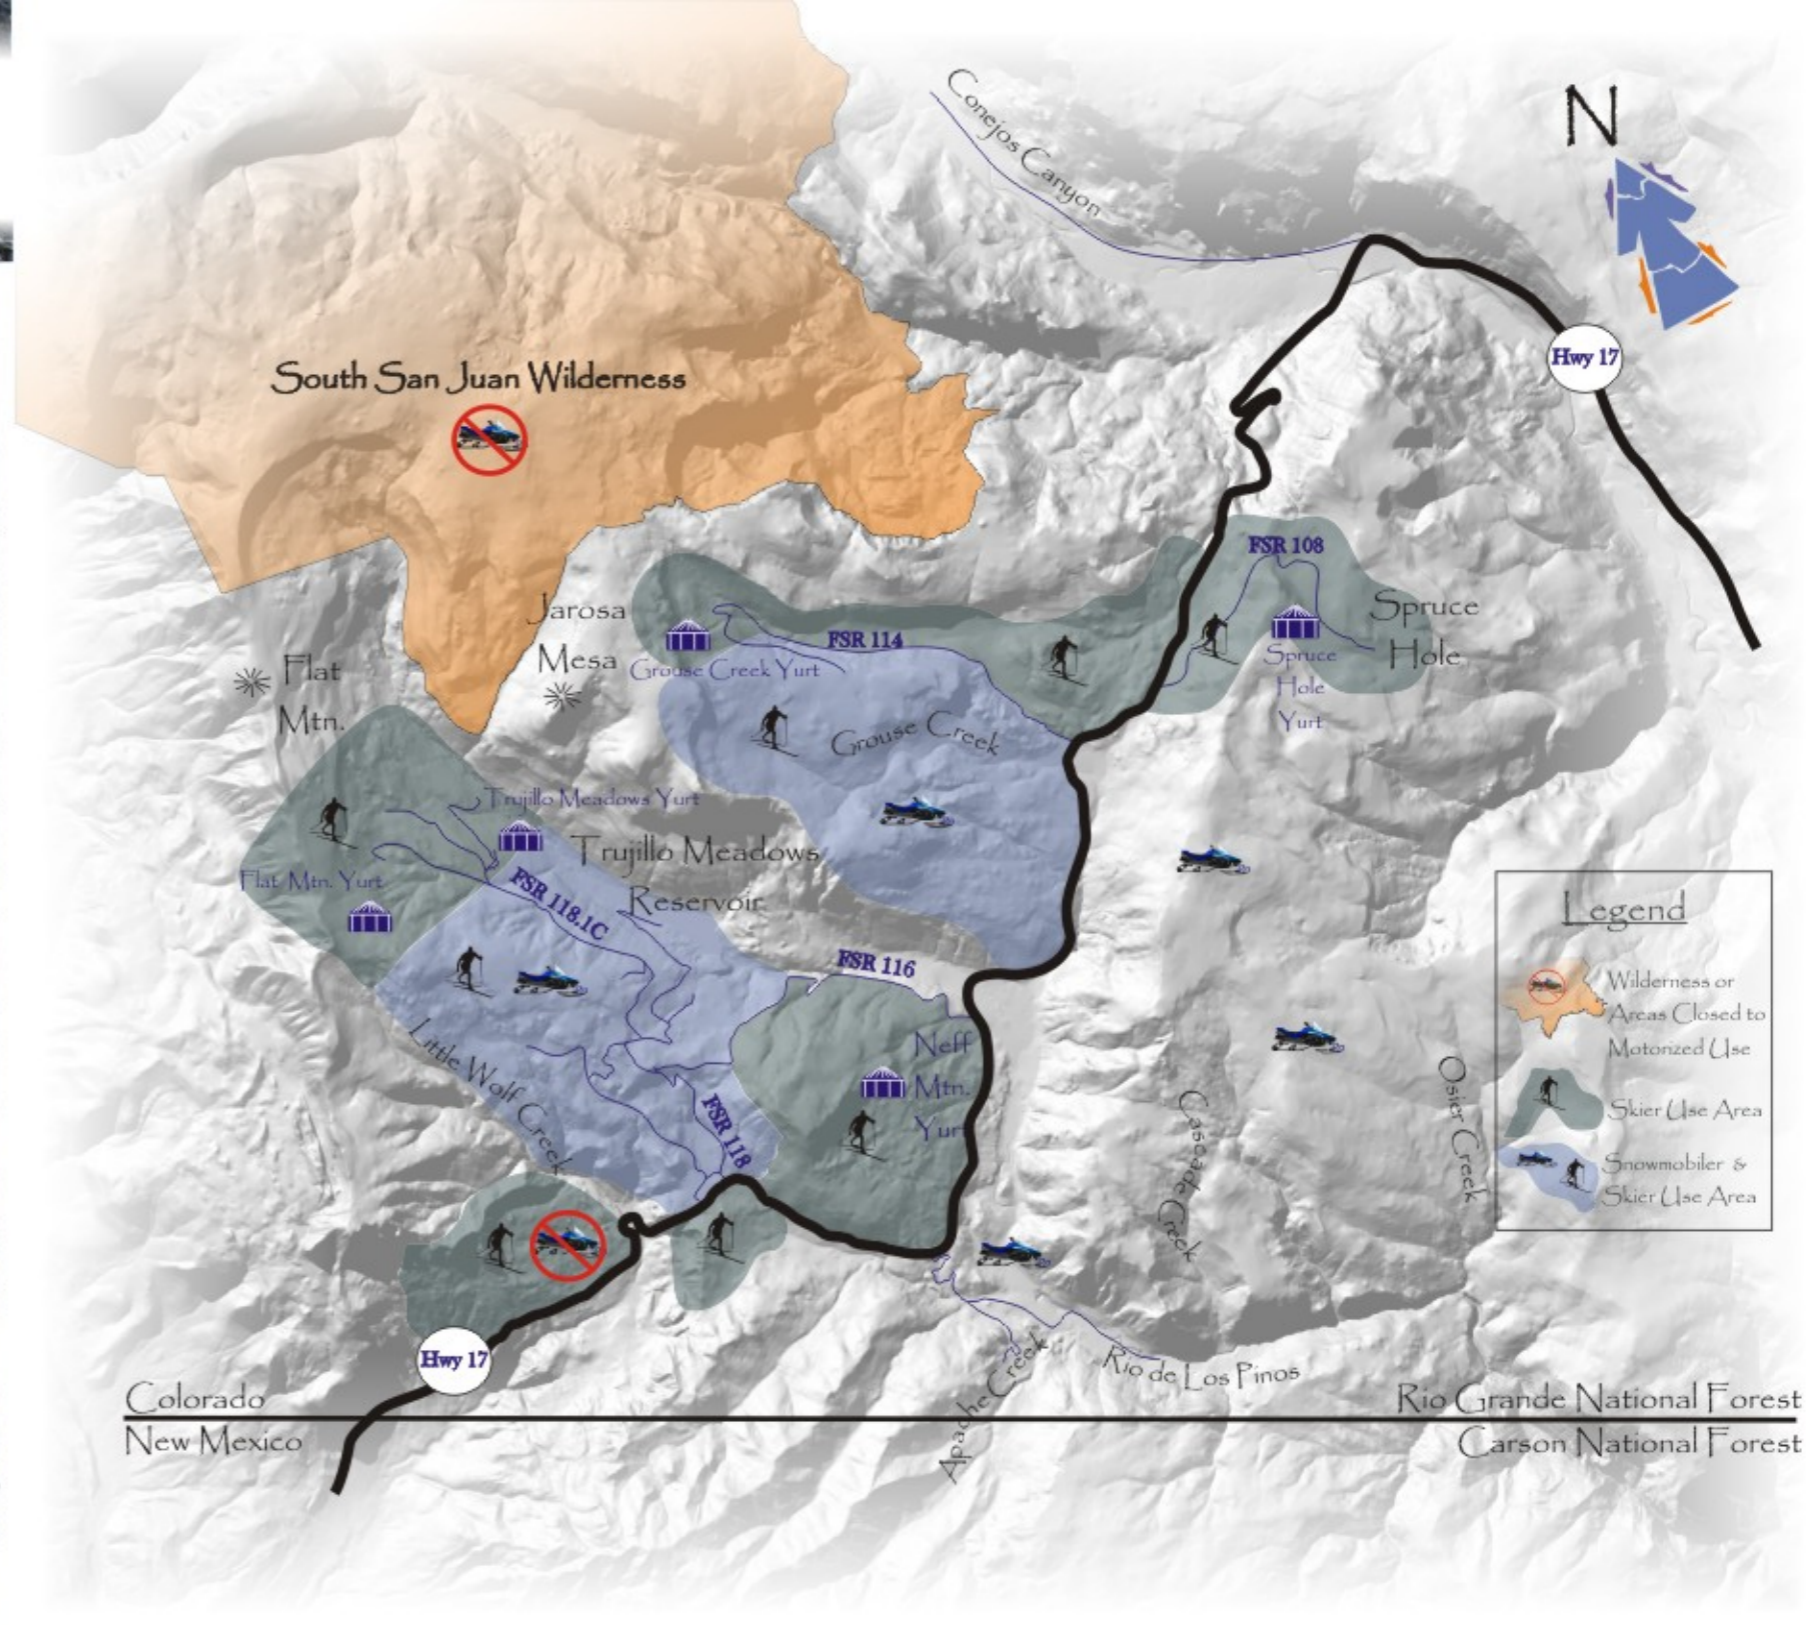 N
Conejos Canyon
Hwy 17
South San Juan Wilderness
FSR 108
Jarosa
Mesa
Spruce
Hole
FSR 114
Grouse Creek Yurt
Spruce
Hole
Yurt
Flat
Mtn.
Grouse Creek
Trujillo Meadows Yurt
Trujillo Meadows
Reservoir
Flat Mtn. Yurt
FSR 118.1C
FSR 116
Neff
Mtn.
Yurt
Little Wolf Creek
FSR 118
Cascade Creek
Osier Creek
Legend
Wilderness or
Areas Closed to
Motorized Use
Skier Use Area
Snowmobiler &
Skier Use Area
Hwy 17
Apache Creek
Rio de Los Pinos
Colorado
Rio Grande National Forest
New Mexico
Carson National Forest